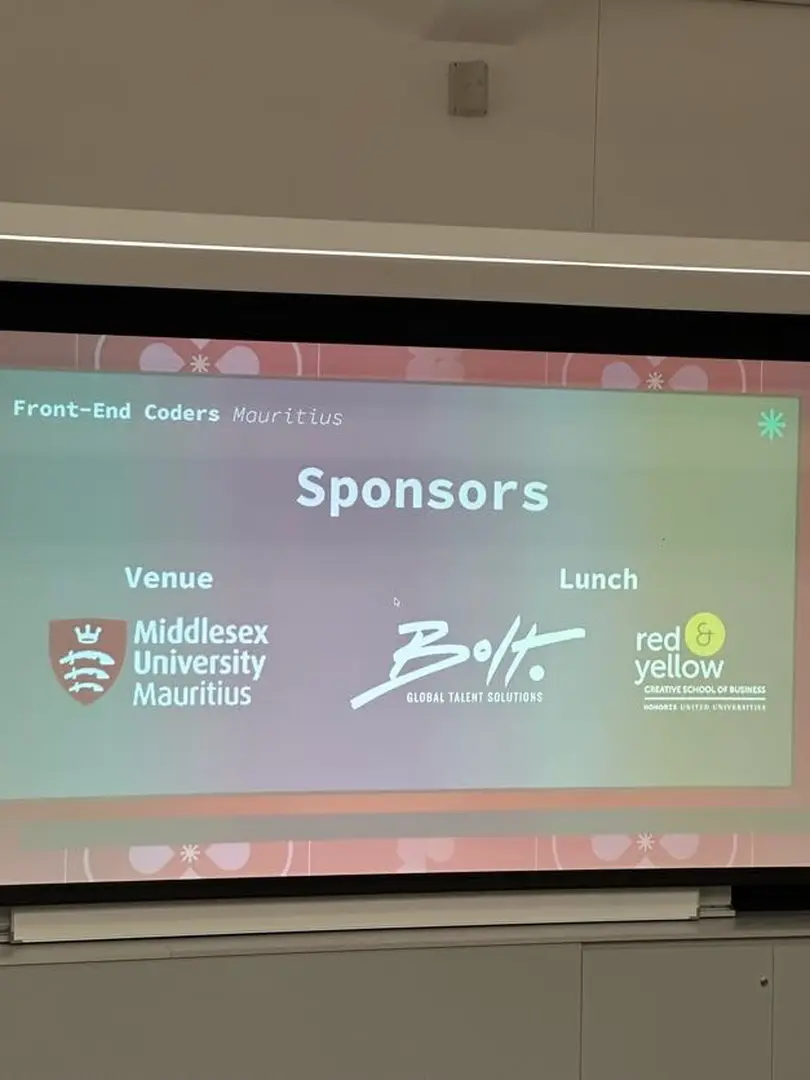 Front-End Coders Mauritius
Sponsors
Venue
Lunch
Middlesex
University
Mauritius
Bolt.
GLOBAL TALENT SOLUTIONS
red &
yellow
CREATIVE SCHOOL OF BUSINESS
HONORIS UNITED UNIVERSITIES